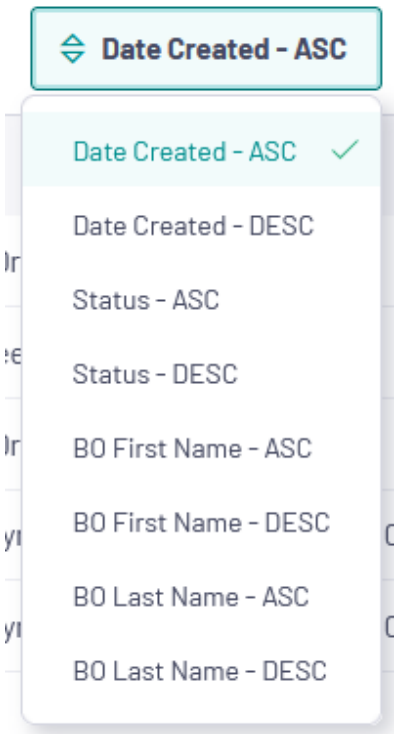 Date Created - ASC
Date Created - ASC
Date Created - DESC
Status - ASC
Status - DESC
BO First Name - ASC
BO First Name - DESC
BO Last Name - ASC
BO Last Name - DESC